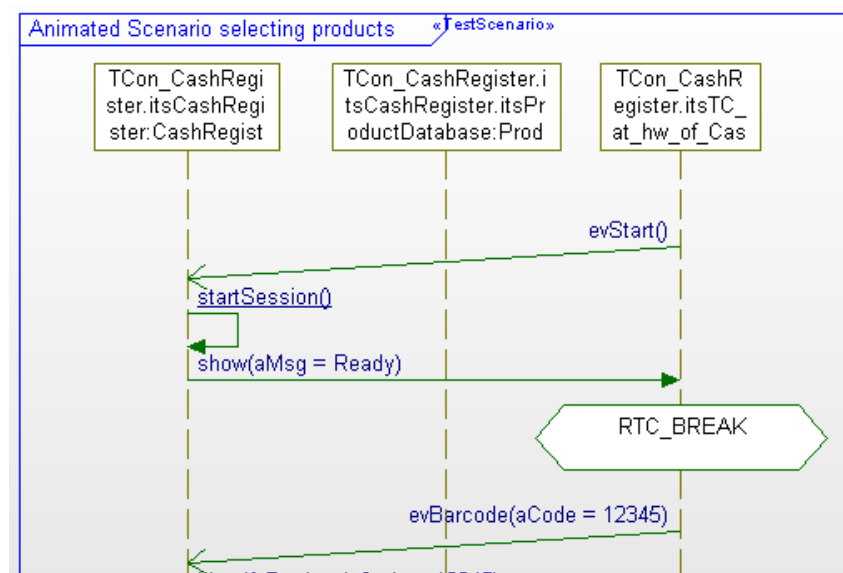 Animated Scenario selecting products
«TestScenario»
TCon_CashRegi
ster.itsCashRegi
ster:CashRegist
TCon_CashRegister.i
tsCashRegister.itsPr
oductDatabase:Prod
TCon_CashR
egister.itsTC_
at_hw_of_Cas
evStart()
startSession()
show(aMsg = Ready)
RTC_BREAK
evBarcode(aCode = 12345)